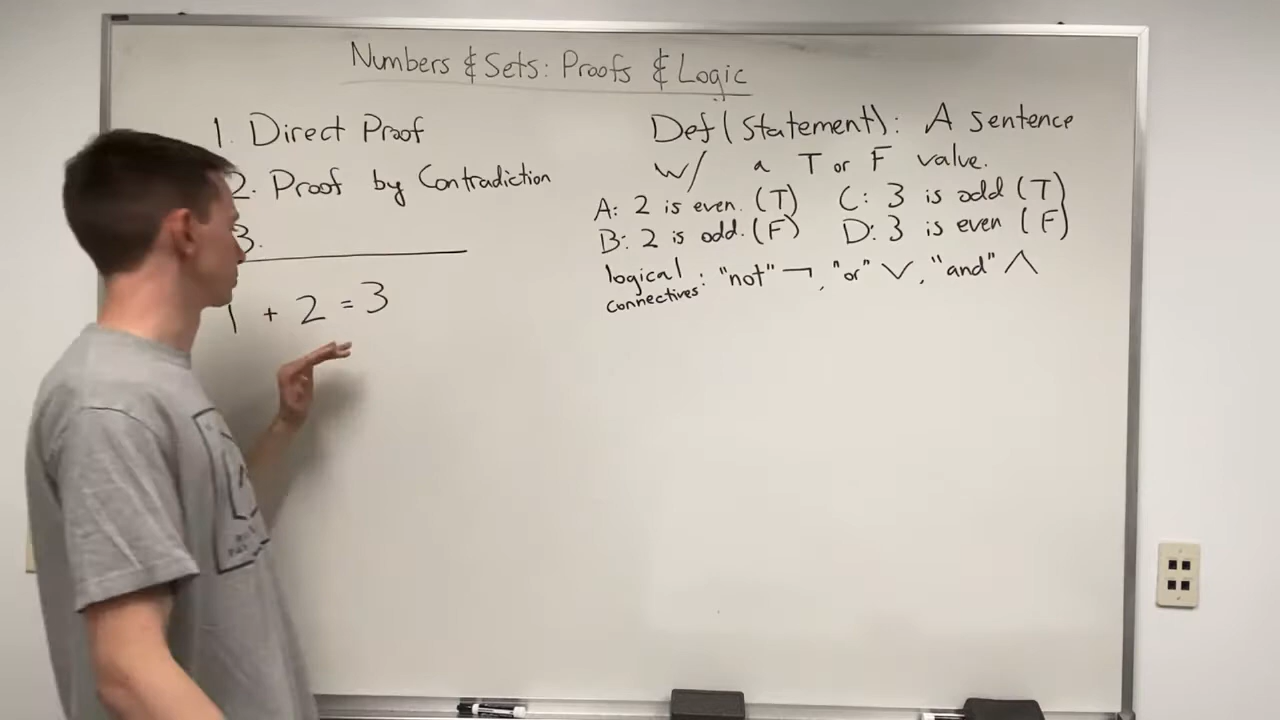 Numbers & Sets: Proofs & Logic
1. Direct Proof
2. Proof by Contradiction
3.
1 + 2 = 3
Def (Statement): A sentence
w/ a T or F value.
A: 2 is even. (T) C: 3 is odd (T)
B: 2 is odd. (F) D: 3 is even (F)
logical connectives: "not" ¬, "or" ∨, "and" ∧